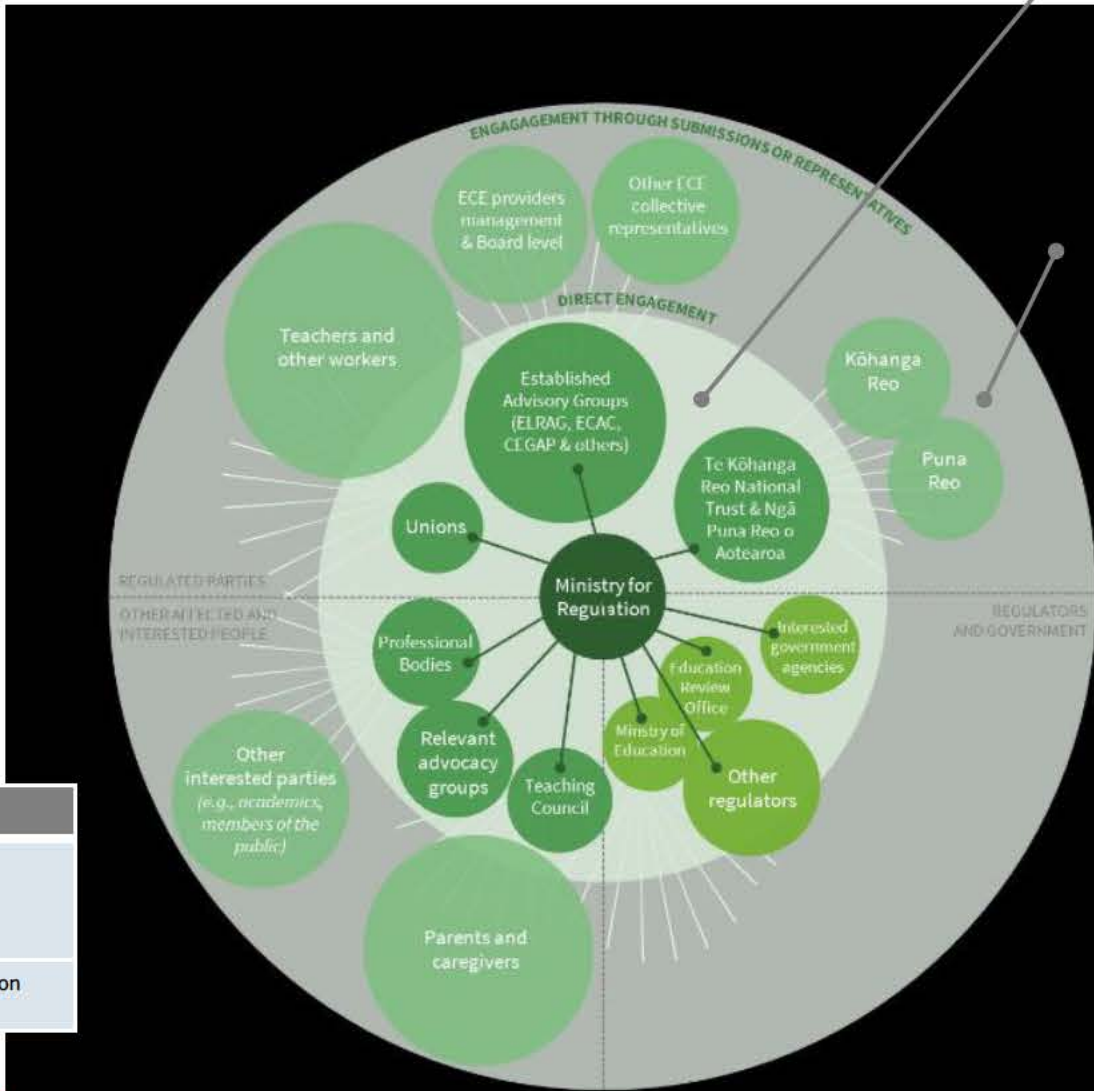 ENGAGAGEMENT THROUGH SUBMISSIONS OR REPRESENTATIVES
ECE providers
management
& Board level
Other ECE
collective
representatives
DIRECT ENGAGEMENT
Teachers and
other workers
Established
Advisory Groups
(ELRAG, ECAC,
CEGAP & others)
Kōhanga
Reo
Puna
Reo
Te Kōhanga
Reo National
Trust & Ngā
Puna Reo o
Aotearoa
Unions
Ministry for
Regulation
REGULATED PARTIES
OTHER AFFECTED AND
INTERESTED PEOPLE
REGULATORS
AND GOVERNMENT
Professional
Bodies
Interested
government
agencies
Education
Review
Office
Ministry of
Education
Relevant
advocacy
groups
Teaching
Council
Other
regulators
Other
interested parties
(e.g., academics,
members of the
public)
Parents and
caregivers
on